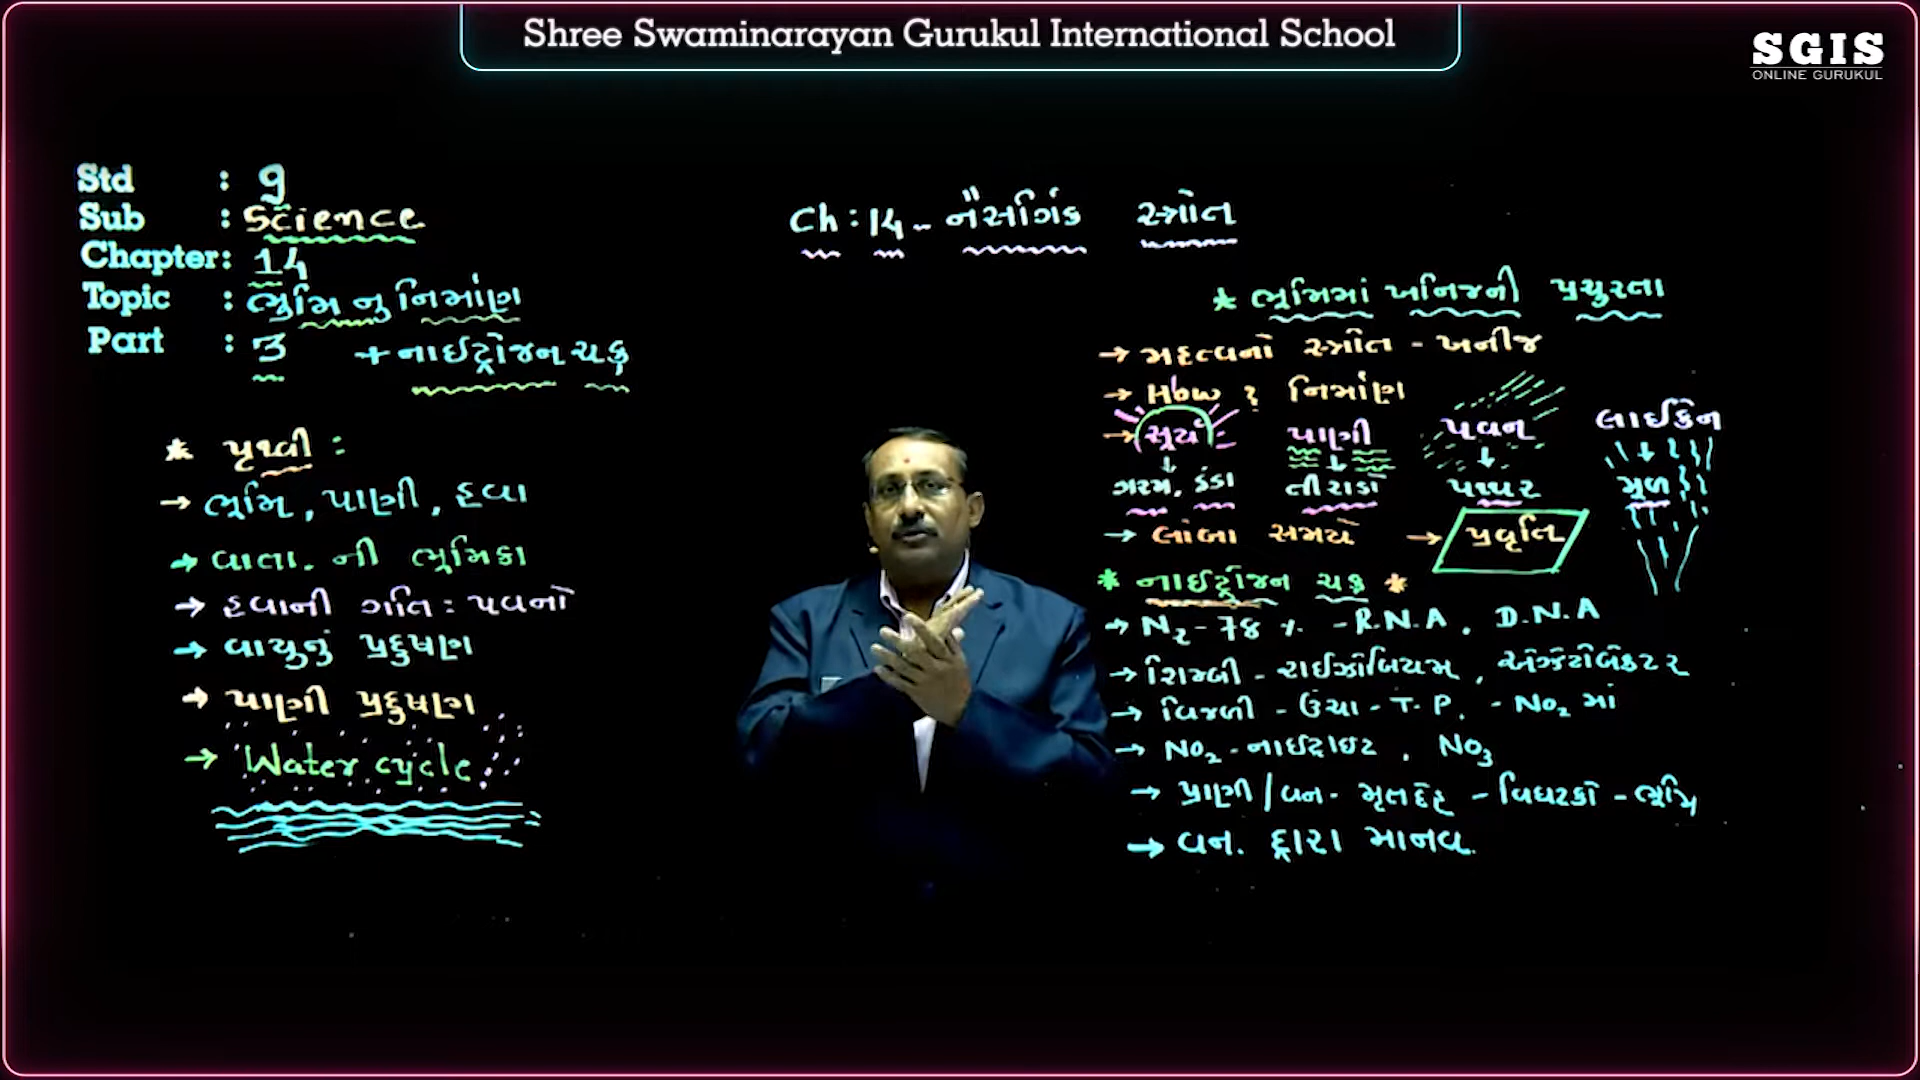 Shree Swaminarayan Gurukul International School
SGIS
ONLINE GURUKUL
Std : 9
Sub : Science
Chapter : 14
Topic : ભુમિ નુ નિર્માણ
Part : 3 + નાઈટ્રોજન ચક્ર
* પૃથ્વી :
→ ભૂમિ, પાણી, હવા
→ વાતા. ની ભૂમિકા
→ હવાની ગતિ : પવનો
→ વાયુનું પ્રદુષણ
→ પાણી પ્રદુષણ
→ Water cycle
Ch : 14 - નૈસર્ગિક સ્ત્રોત
* ભૂમિમાં ખનિજની પ્રચુરતા
→ મહત્વનો સ્ત્રોત - ખનીજ
→ How ? નિર્માણ
→ સૂર્ય પાણી પવન લાઈકેન
↓ ↓ ↓ ↓
ગરમ, ઠંડા તીરાડો પથ્થર મૂળ
→ લાંબા સમયે → પ્રવૃતિ
* નાઈટ્રોજન ચક્ર *
→ N₂ - 78 % - R.N.A, D.N.A
→ શિમ્બી - રાઈઝોબિયમ, એઝેટોબેક્ટર
→ વિજળી - ઉંચા - T. P. - NO₂ માં
→ NO₂ - નાઈટ્રાઇટ, NO₃
→ પ્રાણી / વન - મૃતદેહ - વિઘટકો - ભૂમિ
→ વન. દ્વારા માનવ.